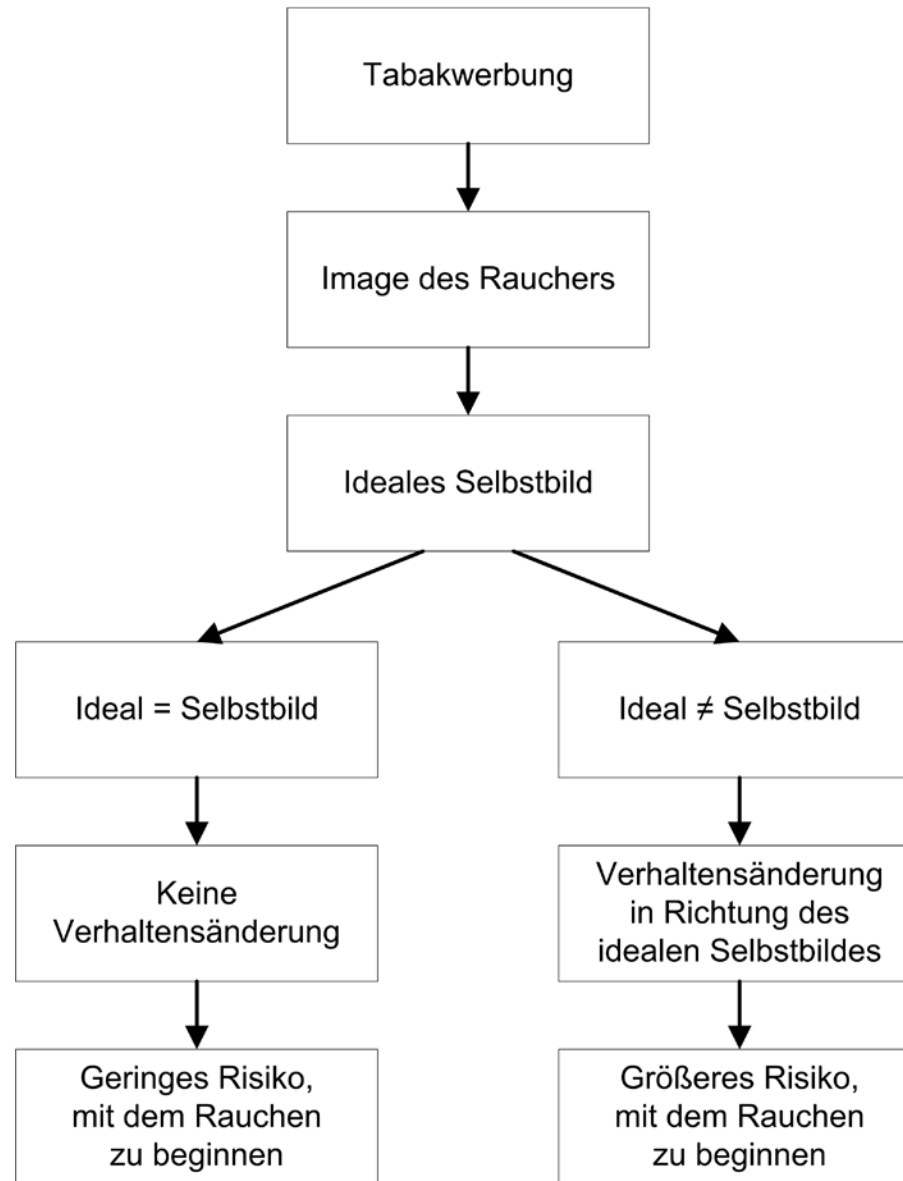 Tabakwerbung
Image des Rauchers
Ideales Selbstbild
Ideal = Selbstbild
Ideal ≠ Selbstbild
Keine
Verhaltensänderung
Verhaltensänderung
in Richtung des
idealen Selbstbildes
Geringes Risiko,
mit dem Rauchen
zu beginnen
Größeres Risiko,
mit dem Rauchen
zu beginnen